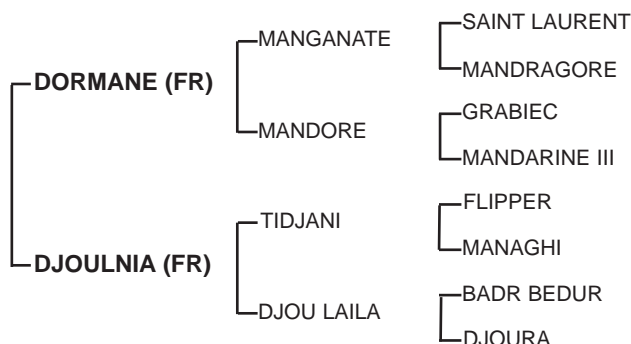 SAINT LAURENT
MANGANATE
MANDRAGORE
DORMANE (FR)
GRABIEC
MANDORE
MANDARINE III
FLIPPER
TIDJANI
MANAGHI
DJOULNIA (FR)
BADR BEDUR
DJOU LAILA
DJOURA